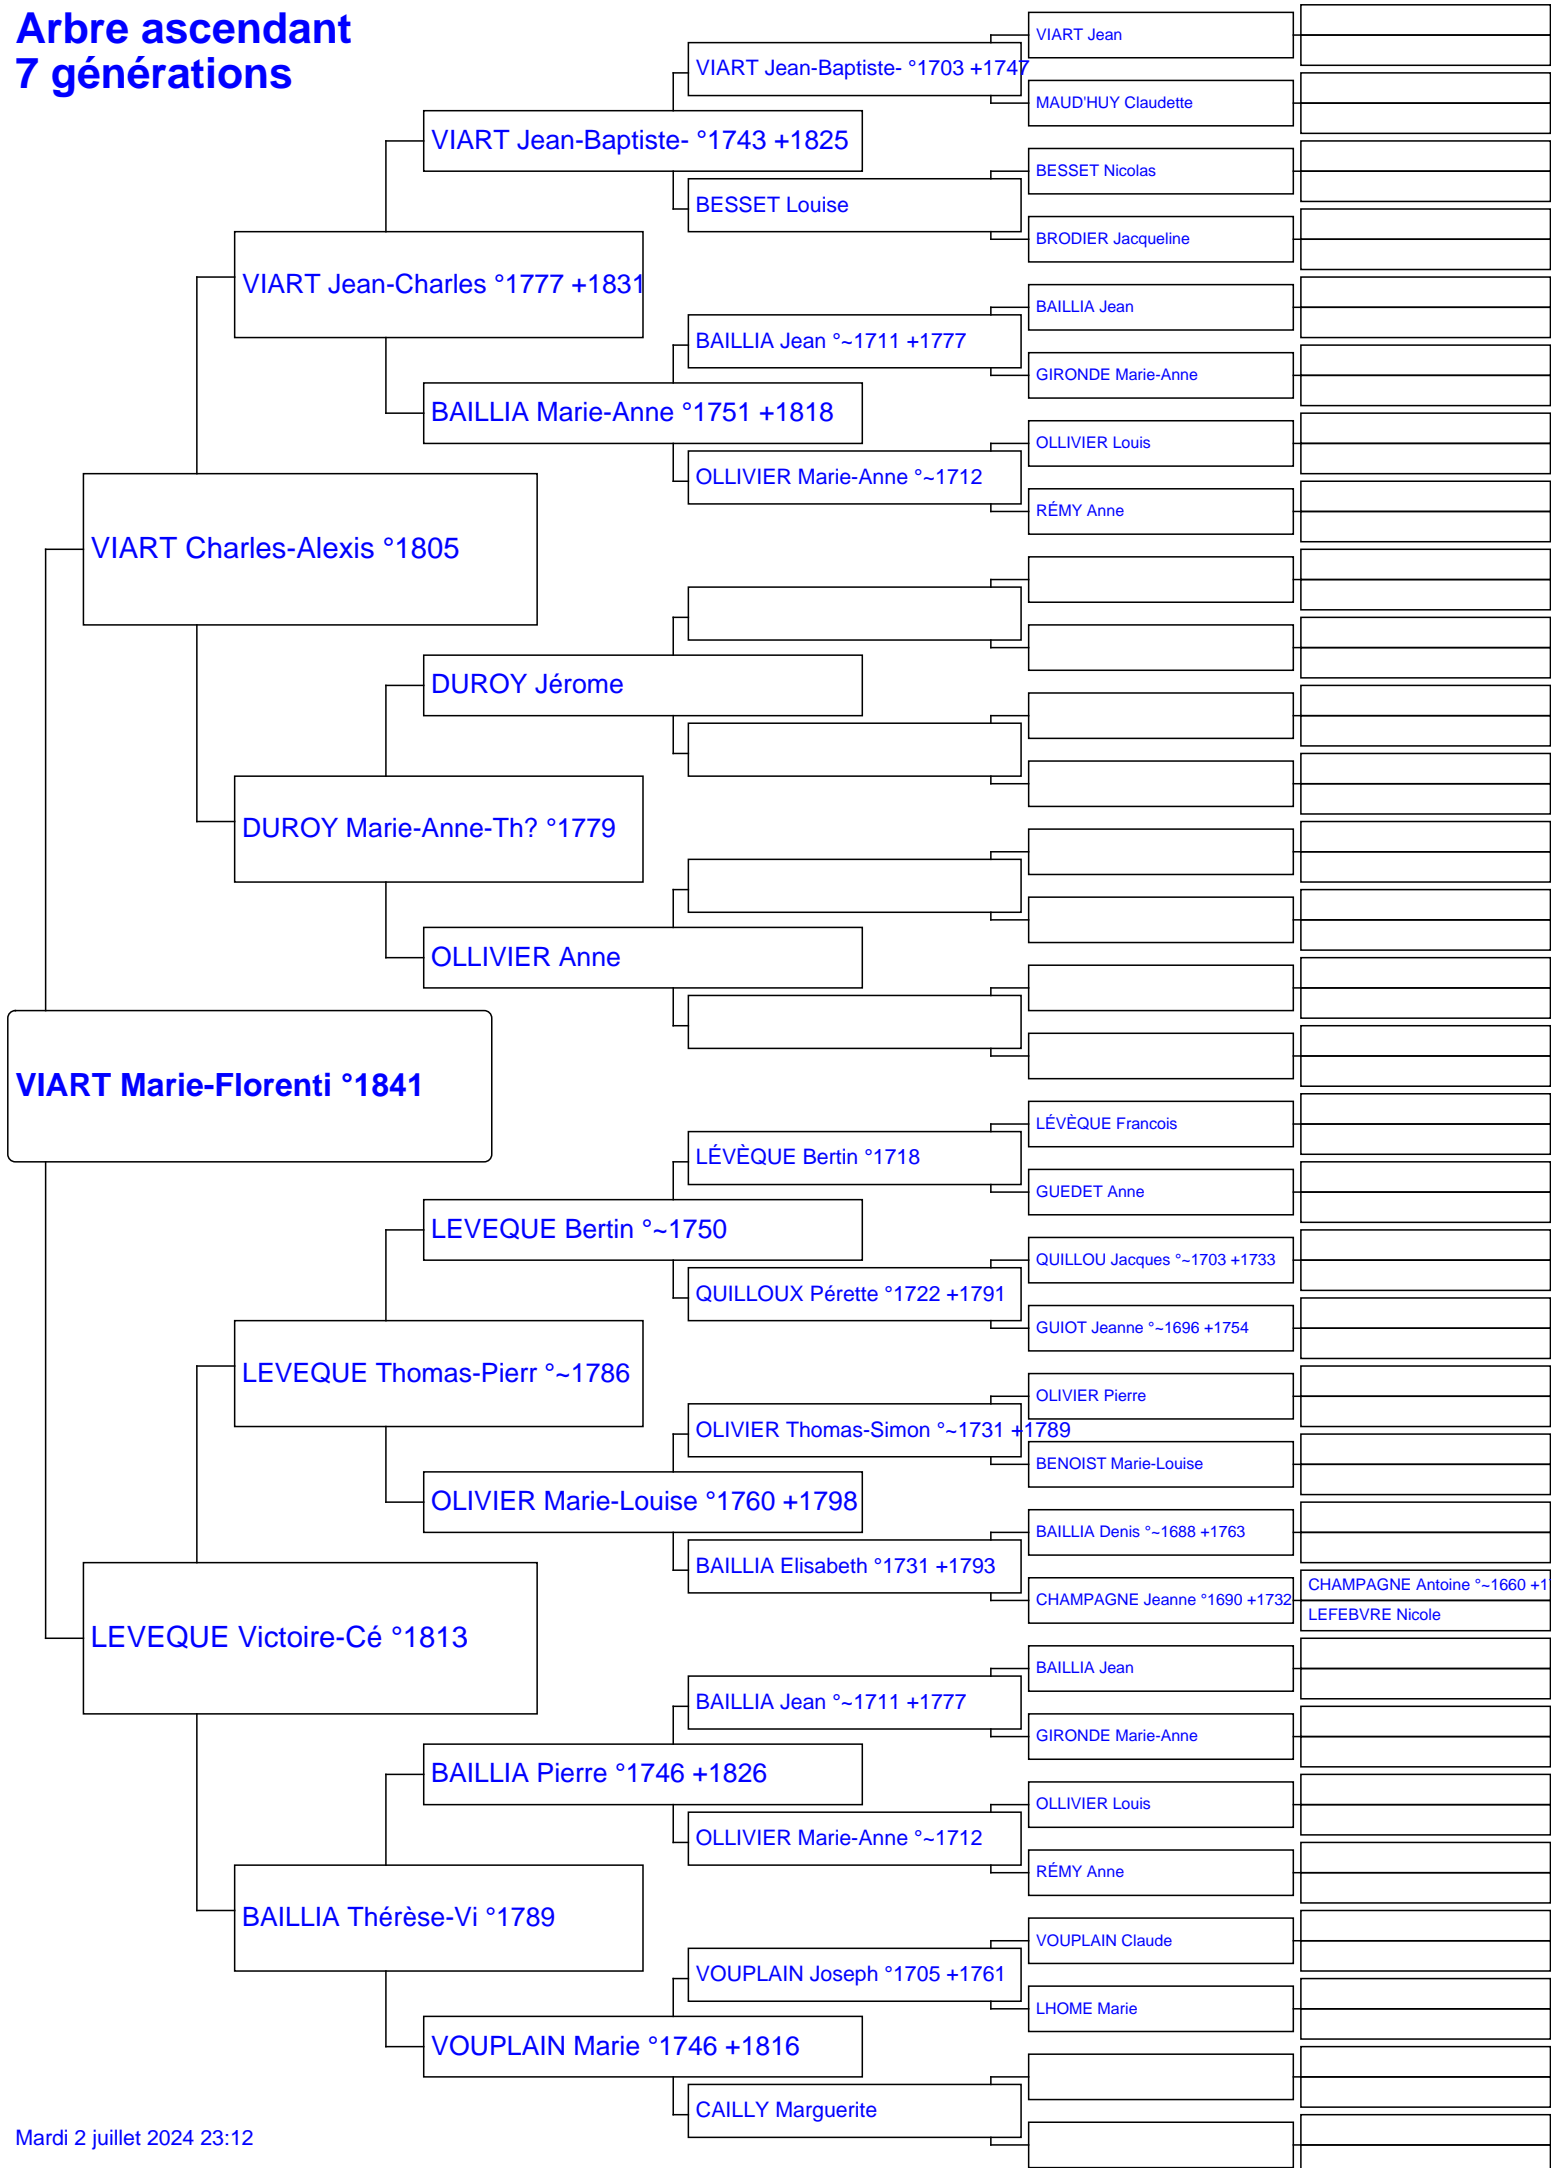 Arbre ascendant
7 générations
VIART Marie-Florenti °1841
VIART Charles-Alexis °1805
LEVEQUE Victoire-Cé °1813
VIART Jean-Charles °1777 +1831
DUROY Marie-Anne-Th? °1779
LEVEQUE Thomas-Pierr °~1786
BAILLIA Thérèse-Vi °1789
VIART Jean-Baptiste- °1743 +1825
BAILLIA Marie-Anne °1751 +1818
DUROY Jérome
OLLIVIER Anne
LEVEQUE Bertin °~1750
OLIVIER Marie-Louise °1760 +1798
BAILLIA Pierre °1746 +1826
VOUPLAIN Marie °1746 +1816
VIART Jean-Baptiste- °1703 +1747
BESSET Louise
BAILLIA Jean °~1711 +1777
OLLIVIER Marie-Anne °~1712
LÉVÈQUE Bertin °1718
QUILLOUX Pérette °1722 +1791
OLIVIER Thomas-Simon °~1731 +1789
BAILLIA Elisabeth °1731 +1793
BAILLIA Jean °~1711 +1777
OLLIVIER Marie-Anne °~1712
VOUPLAIN Joseph °1705 +1761
CAILLY Marguerite
VIART Jean
MAUD'HUY Claudette
BESSET Nicolas
BRODIER Jacqueline
BAILLIA Jean
GIRONDE Marie-Anne
OLLIVIER Louis
RÉMY Anne
LÉVÈQUE Francois
GUEDET Anne
QUILLOU Jacques °~1703 +1733
GUIOT Jeanne °~1696 +1754
OLIVIER Pierre
BENOIST Marie-Louise
BAILLIA Denis °~1688 +1763
CHAMPAGNE Jeanne °1690 +1732
BAILLIA Jean
GIRONDE Marie-Anne
OLLIVIER Louis
RÉMY Anne
VOUPLAIN Claude
LHOME Marie
CHAMPAGNE Antoine °~1660
LEFEBVRE Nicole
Mardi 2 juillet 2024 23:12